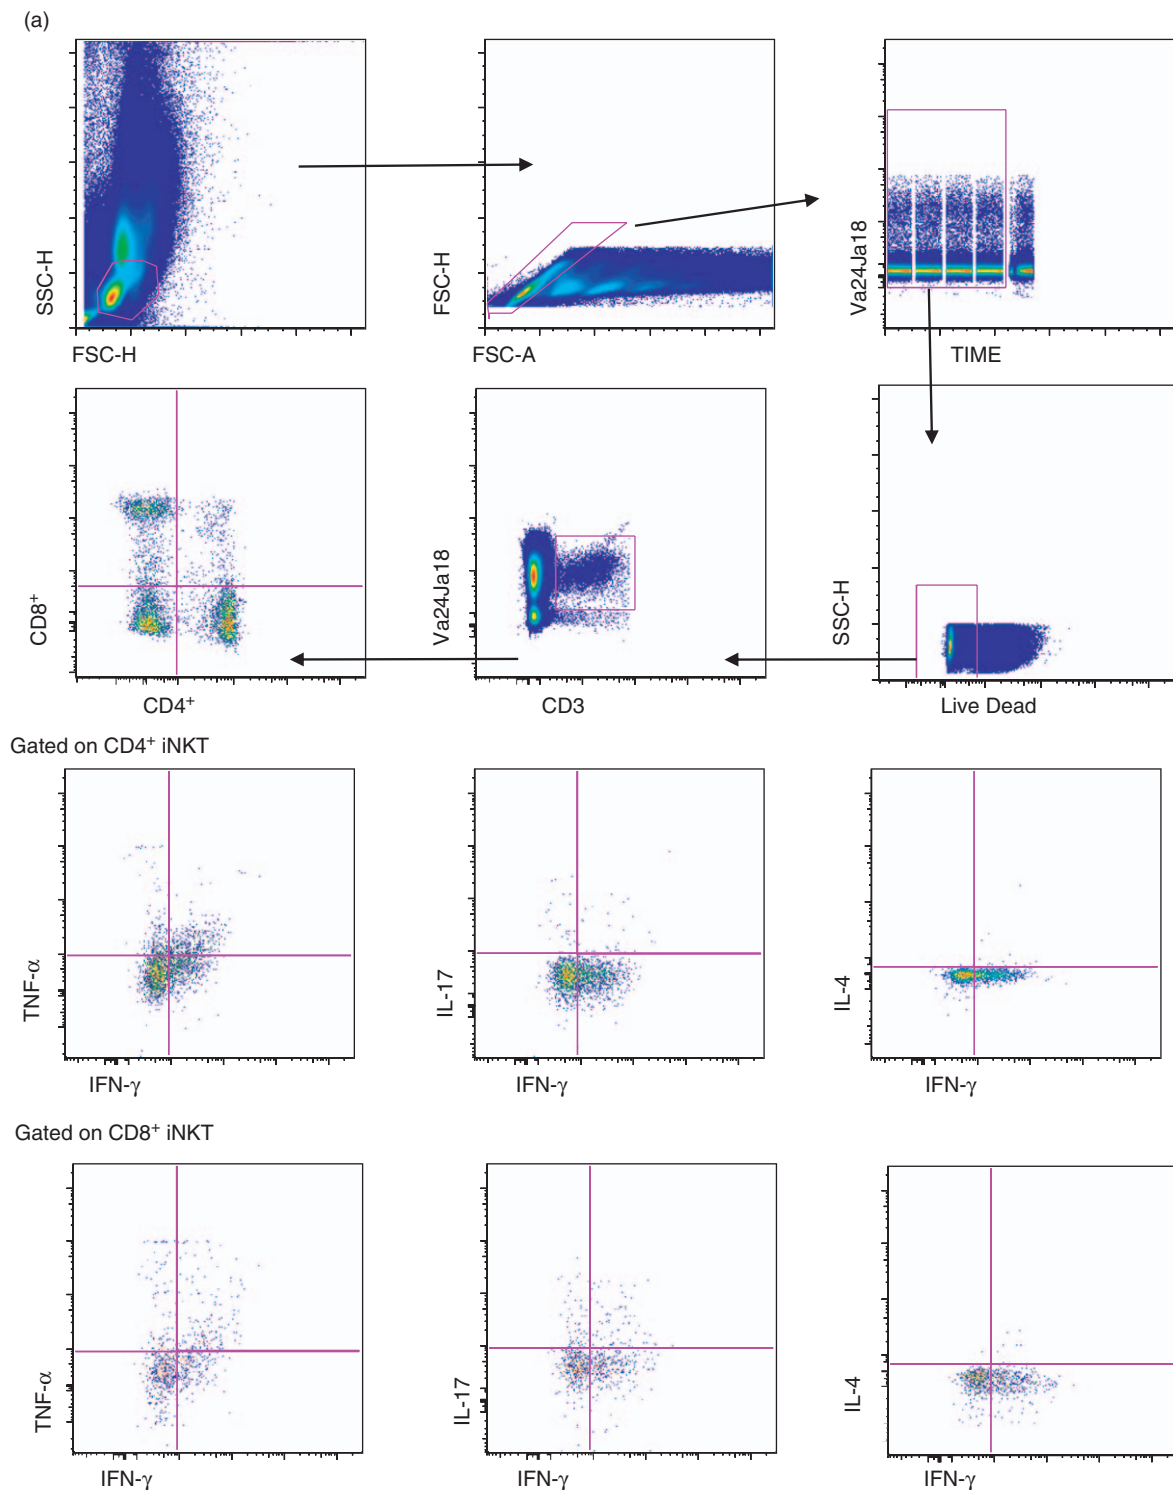 (a)
SSC-H
FSC-H
FSC-H
FSC-A
Va24Ja18
TIME
CD8⁺
CD4⁺
Va24Ja18
CD3
SSC-H
Live Dead
Gated on CD4⁺ iNKT
TNF-α
IFN-γ
IL-17
IFN-γ
IL-4
IFN-γ
Gated on CD8⁺ iNKT
TNF-α
IFN-γ
IL-17
IFN-γ
IL-4
IFN-γ